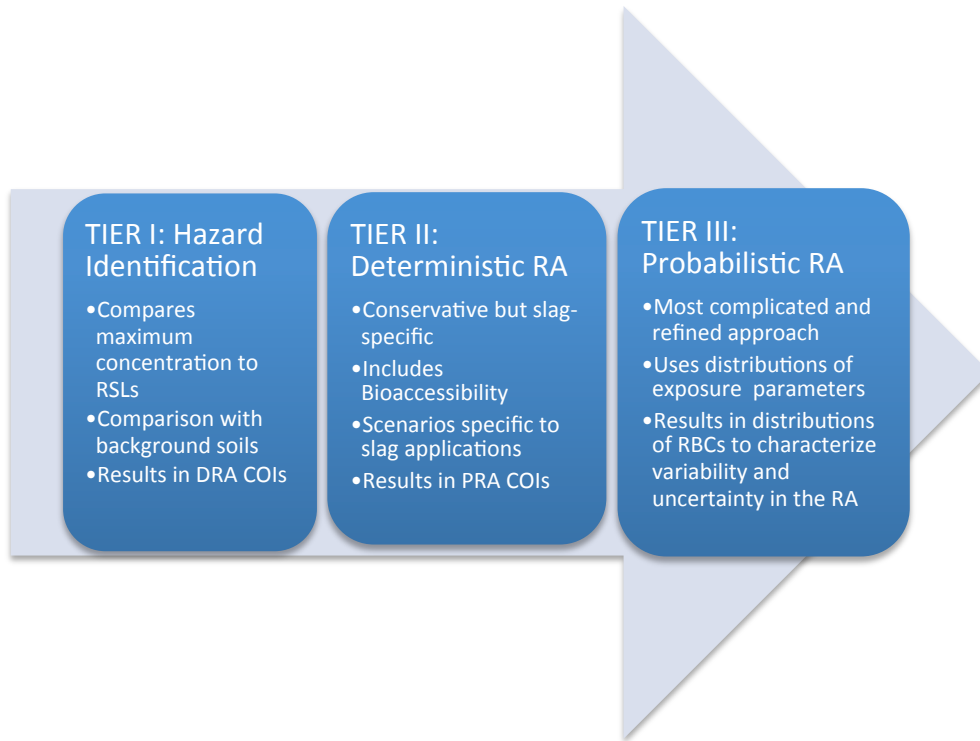 TIER I: Hazard
Identification
•Compares
maximum
concentration to
RSLs
•Comparison with
background soils
•Results in DRA COIs
TIER II:
Deterministic RA
•Conservative but slag-
specific
•Includes
Bioaccessibility
•Scenarios specific to
slag applications
•Results in PRA COIs
TIER III:
Probabilistic RA
•Most complicated and
refined approach
•Uses distributions of
exposure parameters
•Results in distributions
of RBCs to characterize
variability and
uncertainty in the RA